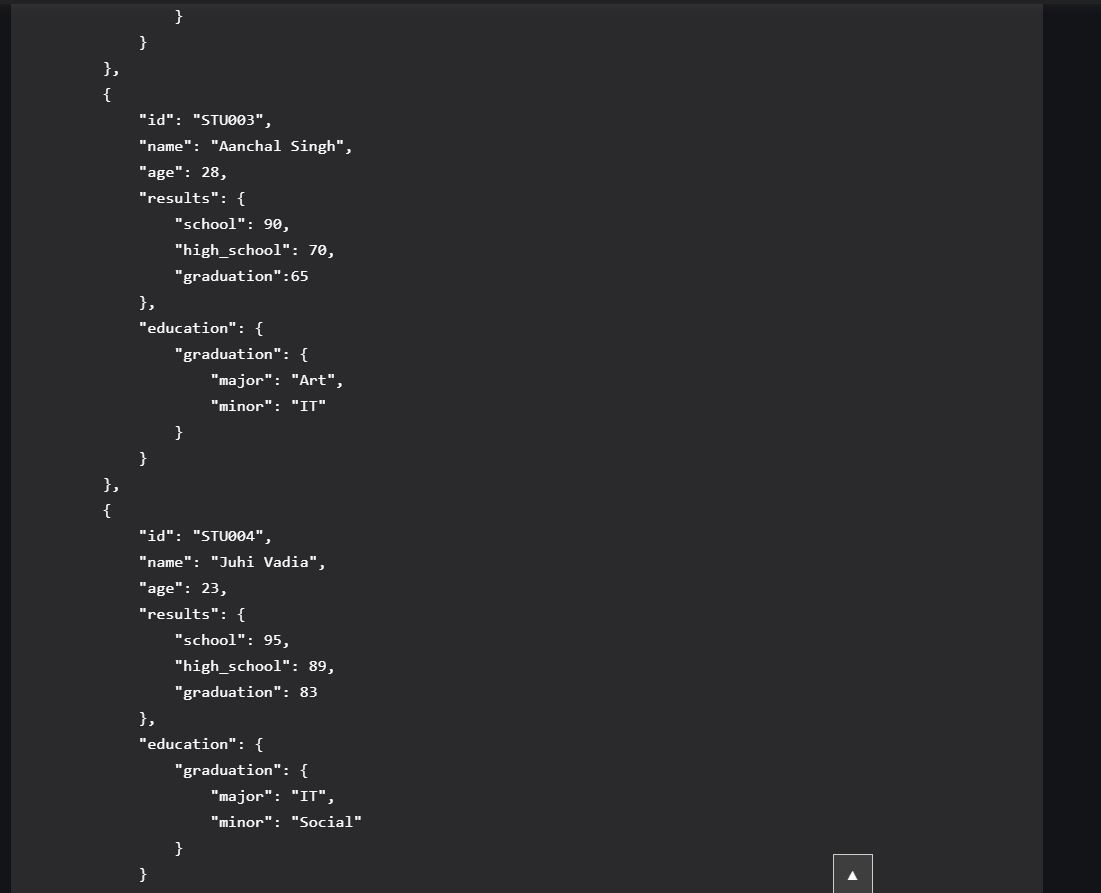 }
        }
    },
    {
        "id": "STU003",
        "name": "Aanchal Singh",
        "age": 28,
        "results": {
            "school": 90,
            "high_school": 70,
            "graduation":65
        },
        "education": {
            "graduation": {
                "major": "Art",
                "minor": "IT"
            }
        }
    },
    {
        "id": "STU004",
        "name": "Juhi Vadia",
        "age": 23,
        "results": {
            "school": 95,
            "high_school": 89,
            "graduation": 83
        },
        "education": {
            "graduation": {
                "major": "IT",
                "minor": "Social"
            }
        }